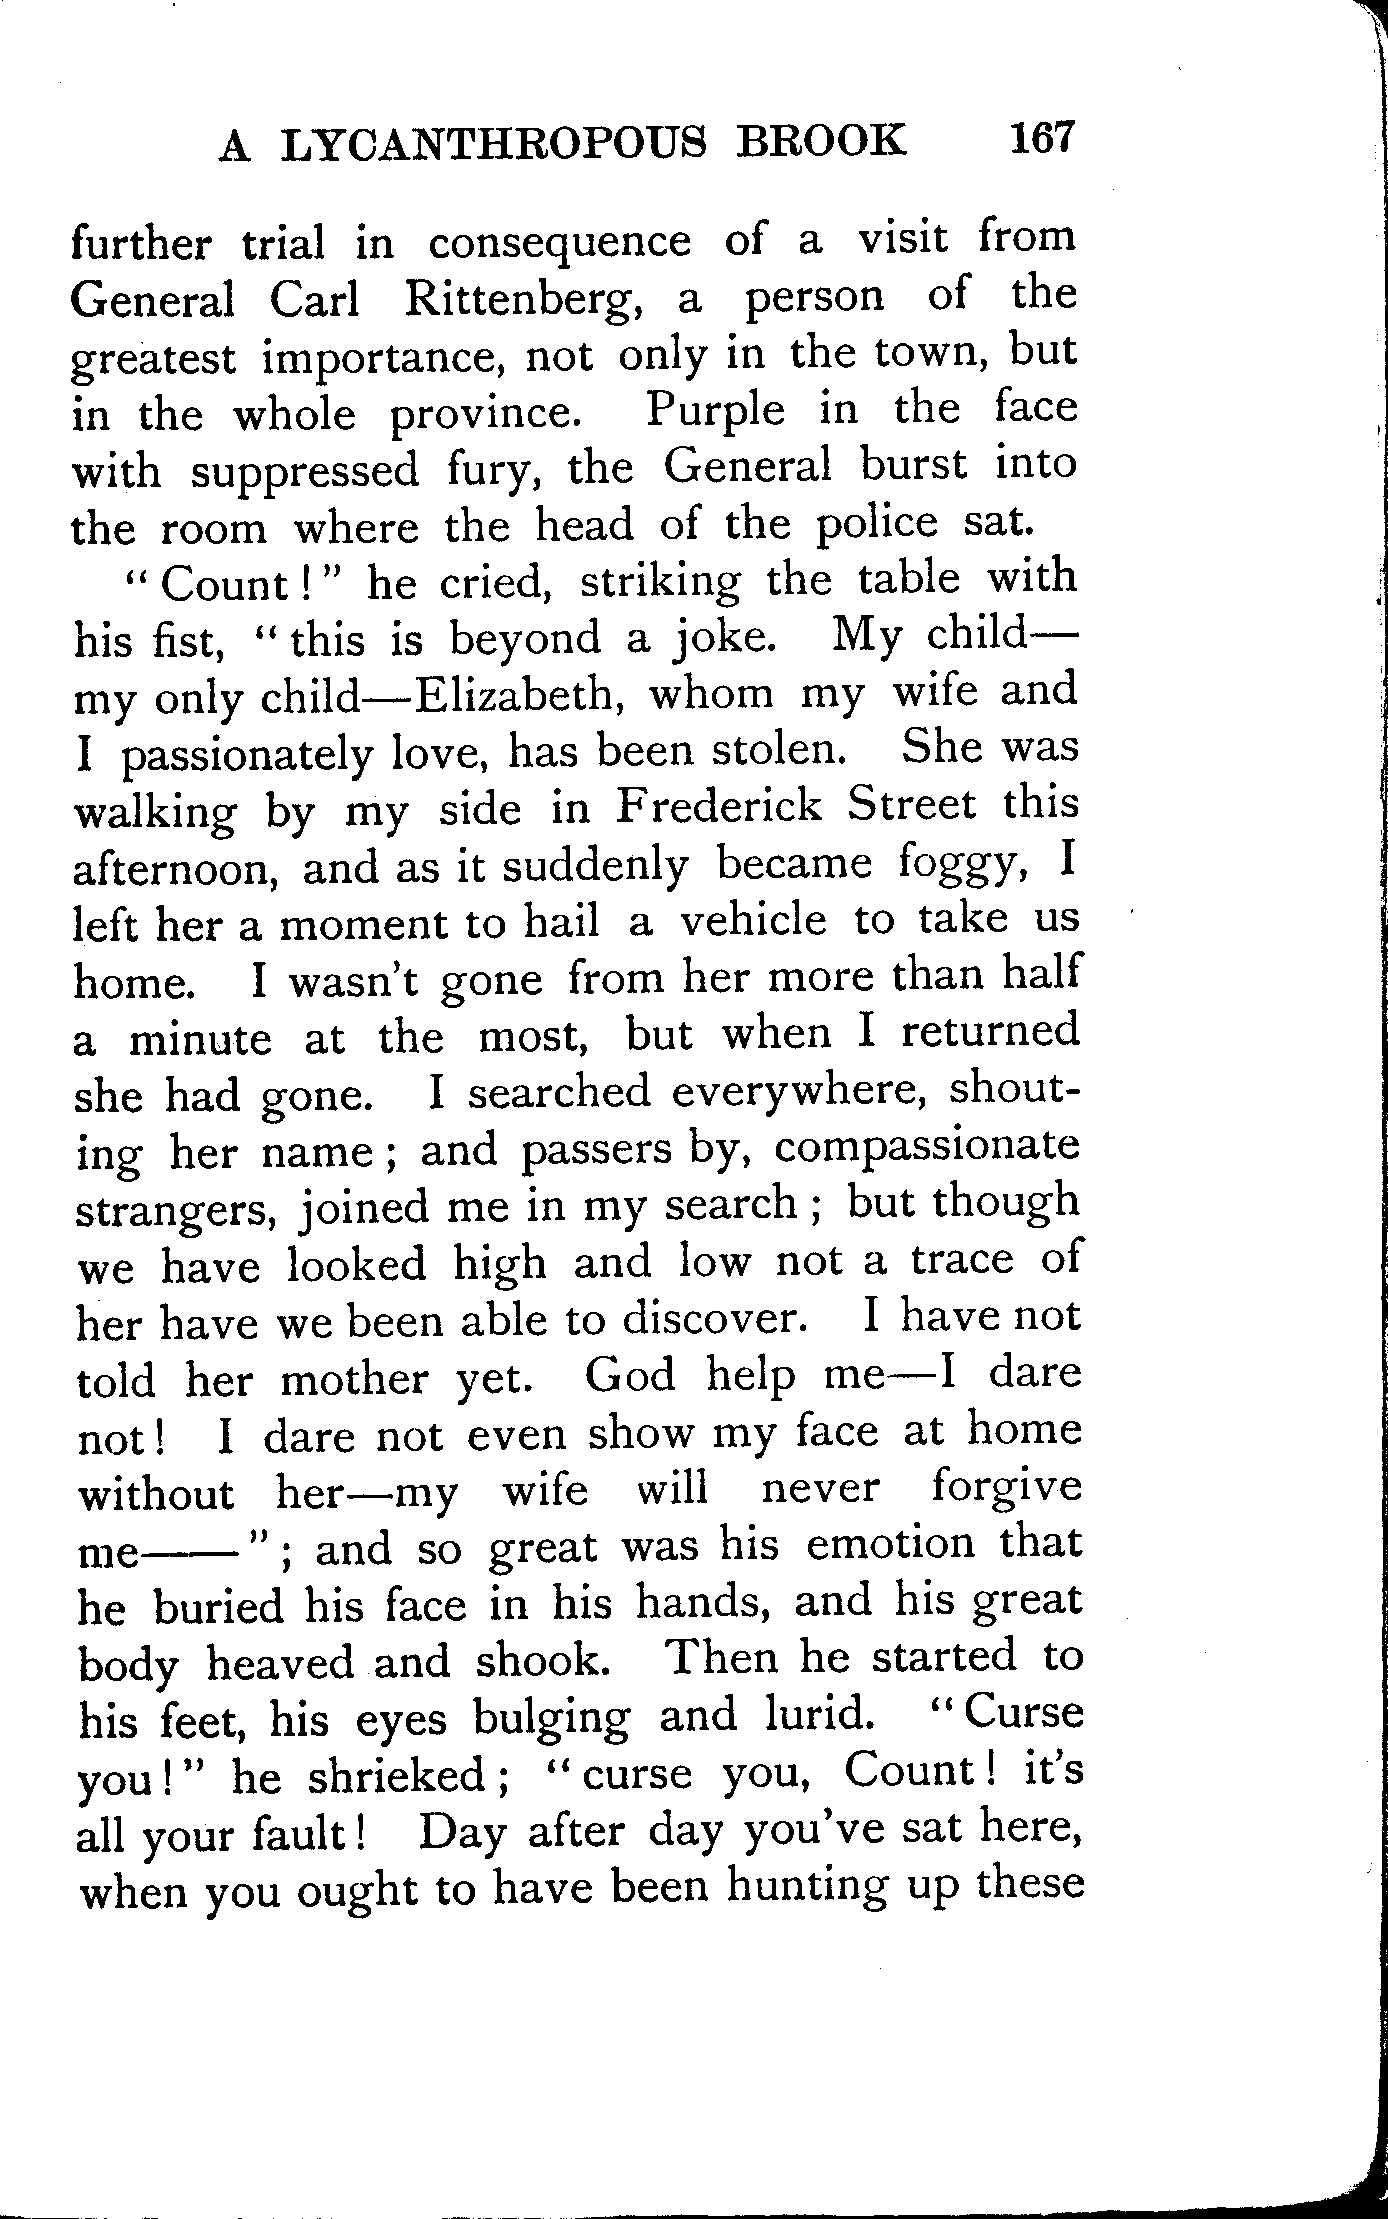 A LYCANTHROPOUS BROOK 167
further trial in consequence of a visit from
General Carl Rittenberg, a person of the
greatest importance, not only in the town, but
in the whole province. Purple in the face
with suppressed fury, the General burst into
the room where the head of the police sat.
“ Count ! ” he cried, striking the table with
his fist, “ this is beyond a joke. My child—
my only child—Elizabeth, whom my wife and
I passionately love, has been stolen. She was
walking by my side in Frederick Street this
afternoon, and as it suddenly became foggy, I
left her a moment to hail a vehicle to take us
home. I wasn’t gone from her more than half
a minute at the most, but when I returned
she had gone. I searched everywhere, shout-
ing her name ; and passers by, compassionate
strangers, joined me in my search ; but though
we have looked high and low not a trace of
her have we been able to discover. I have not
told her mother yet. God help me—I dare
not ! I dare not even show my face at home
without her—my wife will never forgive
me—— ” ; and so great was his emotion that
he buried his face in his hands, and his great
body heaved and shook. Then he started to
his feet, his eyes bulging and lurid. “ Curse
you ! ” he shrieked ; “ curse you, Count ! it’s
all your fault ! Day after day you’ve sat here,
when you ought to have been hunting up these